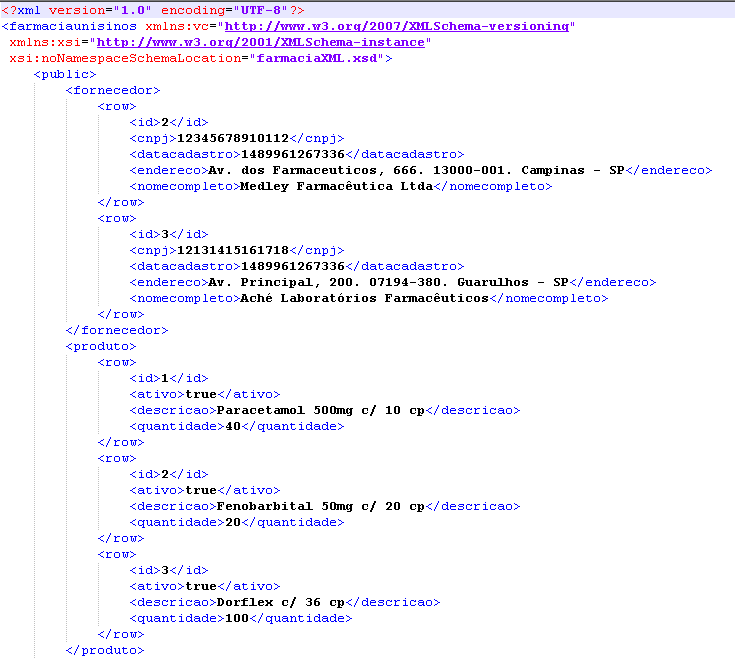 <?xml version="1.0" encoding="UTF-8"?>
<farmaciaunisinos xmlns:vc="http://www.w3.org/2007/XMLSchema-versioning"
xmlns:xsi="http://www.w3.org/2001/XMLSchema-instance"
xsi:noNamespaceSchemaLocation="farmaciaXML.xsd">
<public>
<fornecedor>
<row>
<id>2</id>
<cnpj>12345678910112</cnpj>
<datacadastro>1489961267336</datacadastro>
<endereco>Av. dos Farmaceuticos, 666. 13000-001. Campinas - SP</endereco>
<nomecompleto>Medley Farmacêutica Ltda</nomecompleto>
</row>
<row>
<id>3</id>
<cnpj>12131415161718</cnpj>
<datacadastro>1489961267336</datacadastro>
<endereco>Av. Principal, 200. 07194-380. Guarulhos - SP</endereco>
<nomecompleto>Aché Laboratórios Farmacêuticos</nomecompleto>
</row>
</fornecedor>
<produto>
<row>
<id>1</id>
<ativo>true</ativo>
<descricao>Paracetamol 500mg c/ 10 cp</descricao>
<quantidade>40</quantidade>
</row>
<row>
<id>2</id>
<ativo>true</ativo>
<descricao>Fenobarbital 50mg c/ 20 cp</descricao>
<quantidade>20</quantidade>
</row>
<row>
<id>3</id>
<ativo>true</ativo>
<descricao>Dorflex c/ 36 cp</descricao>
<quantidade>100</quantidade>
</row>
</produto>